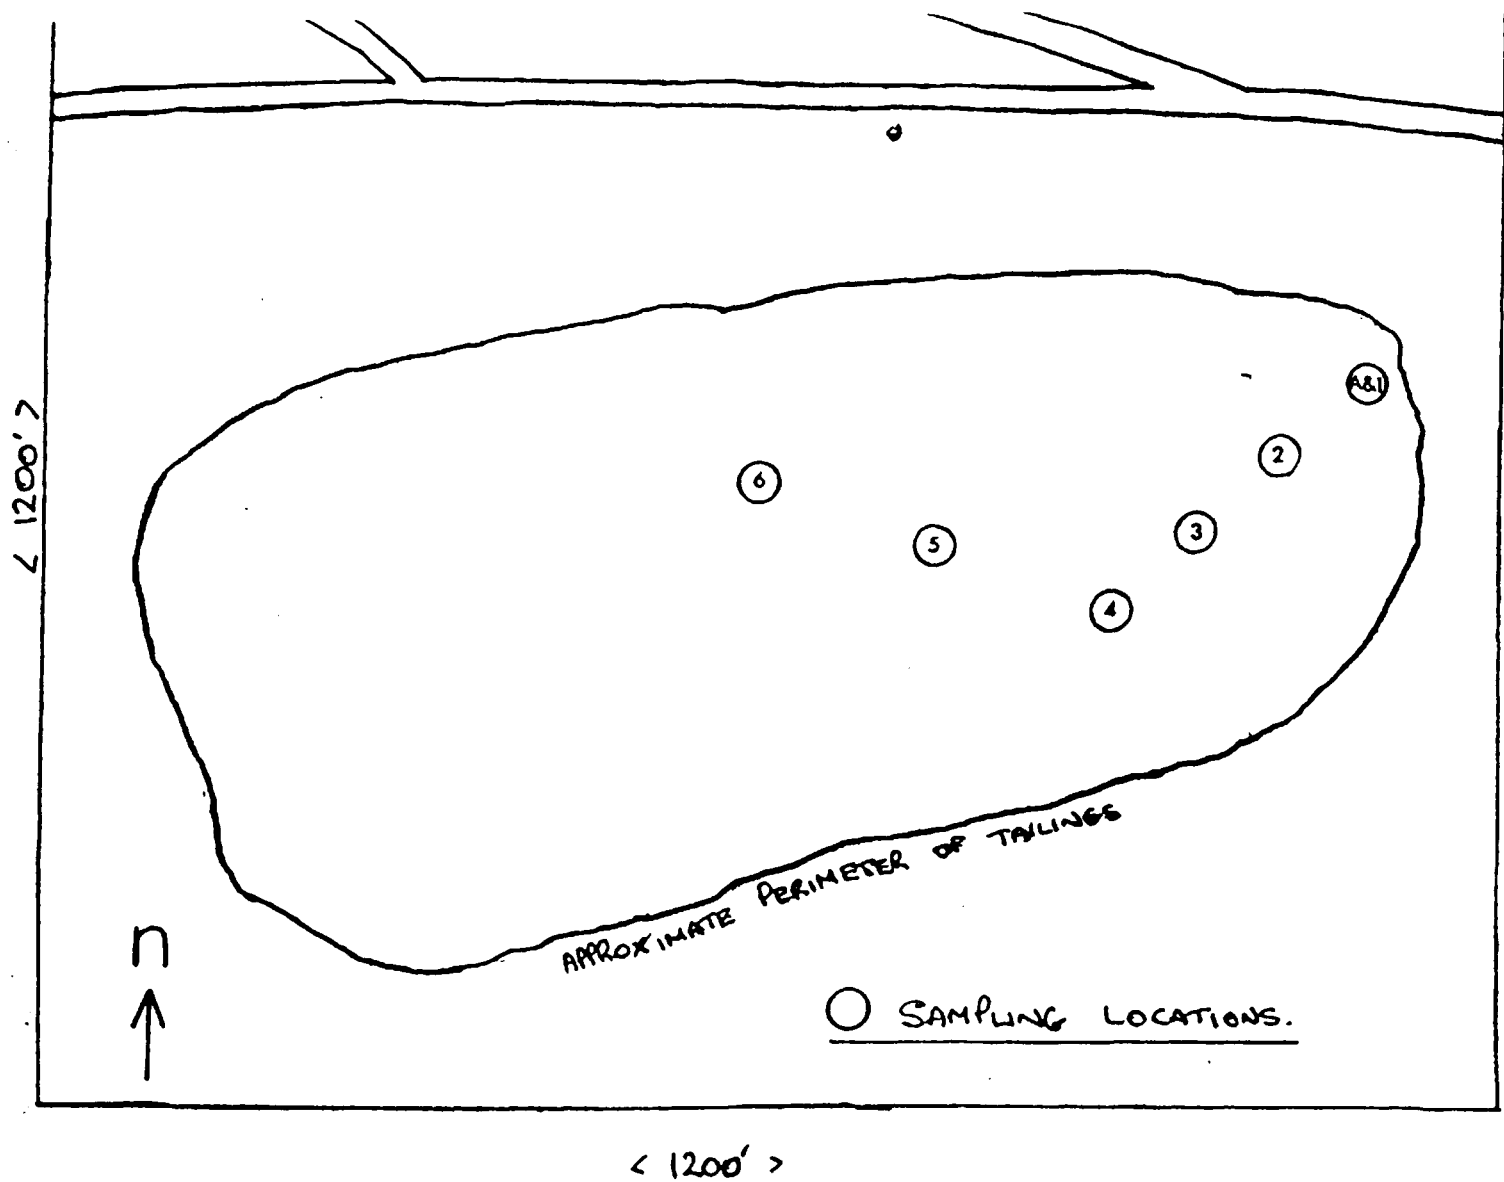 A&1
2
< 1200' >
6
3
5
4
APPROXIMATE PERIMETER OF TAILINGS
n
SAMPLING LOCATIONS.
< 1200' >